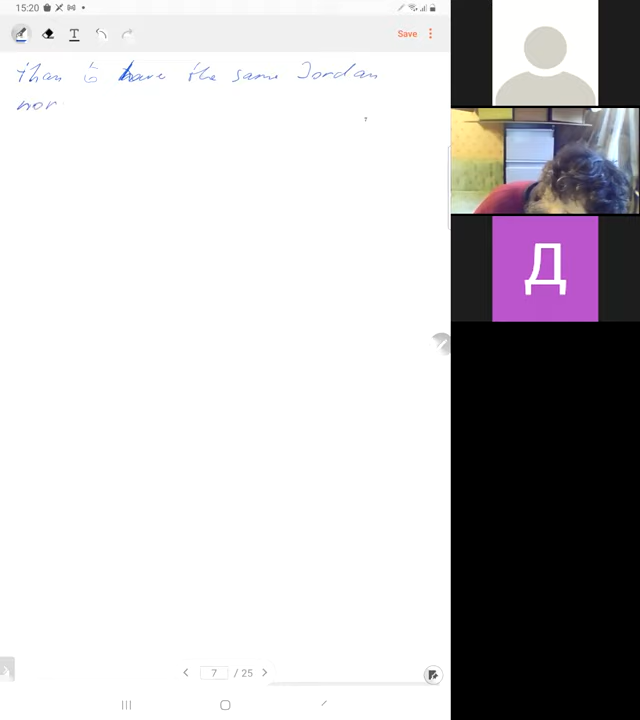 15:20
T
Save
than to have the same Jordan
nor
Д
7 / 25